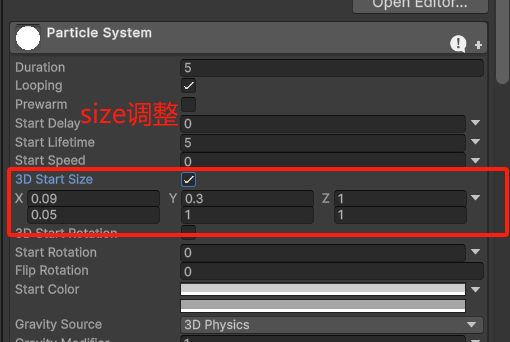 Open Editor...
Particle System
Duration 5
Looping
Prewarm
size调整
Start Delay 0
Start Lifetime 5
Start Speed 0
3D Start Size
X 0.09 Y 0.3 Z 1
0.05 1 1
3D Start Rotation
Start Rotation 0
Flip Rotation 0
Start Color
Gravity Source 3D Physics
Gravity Modifier 1